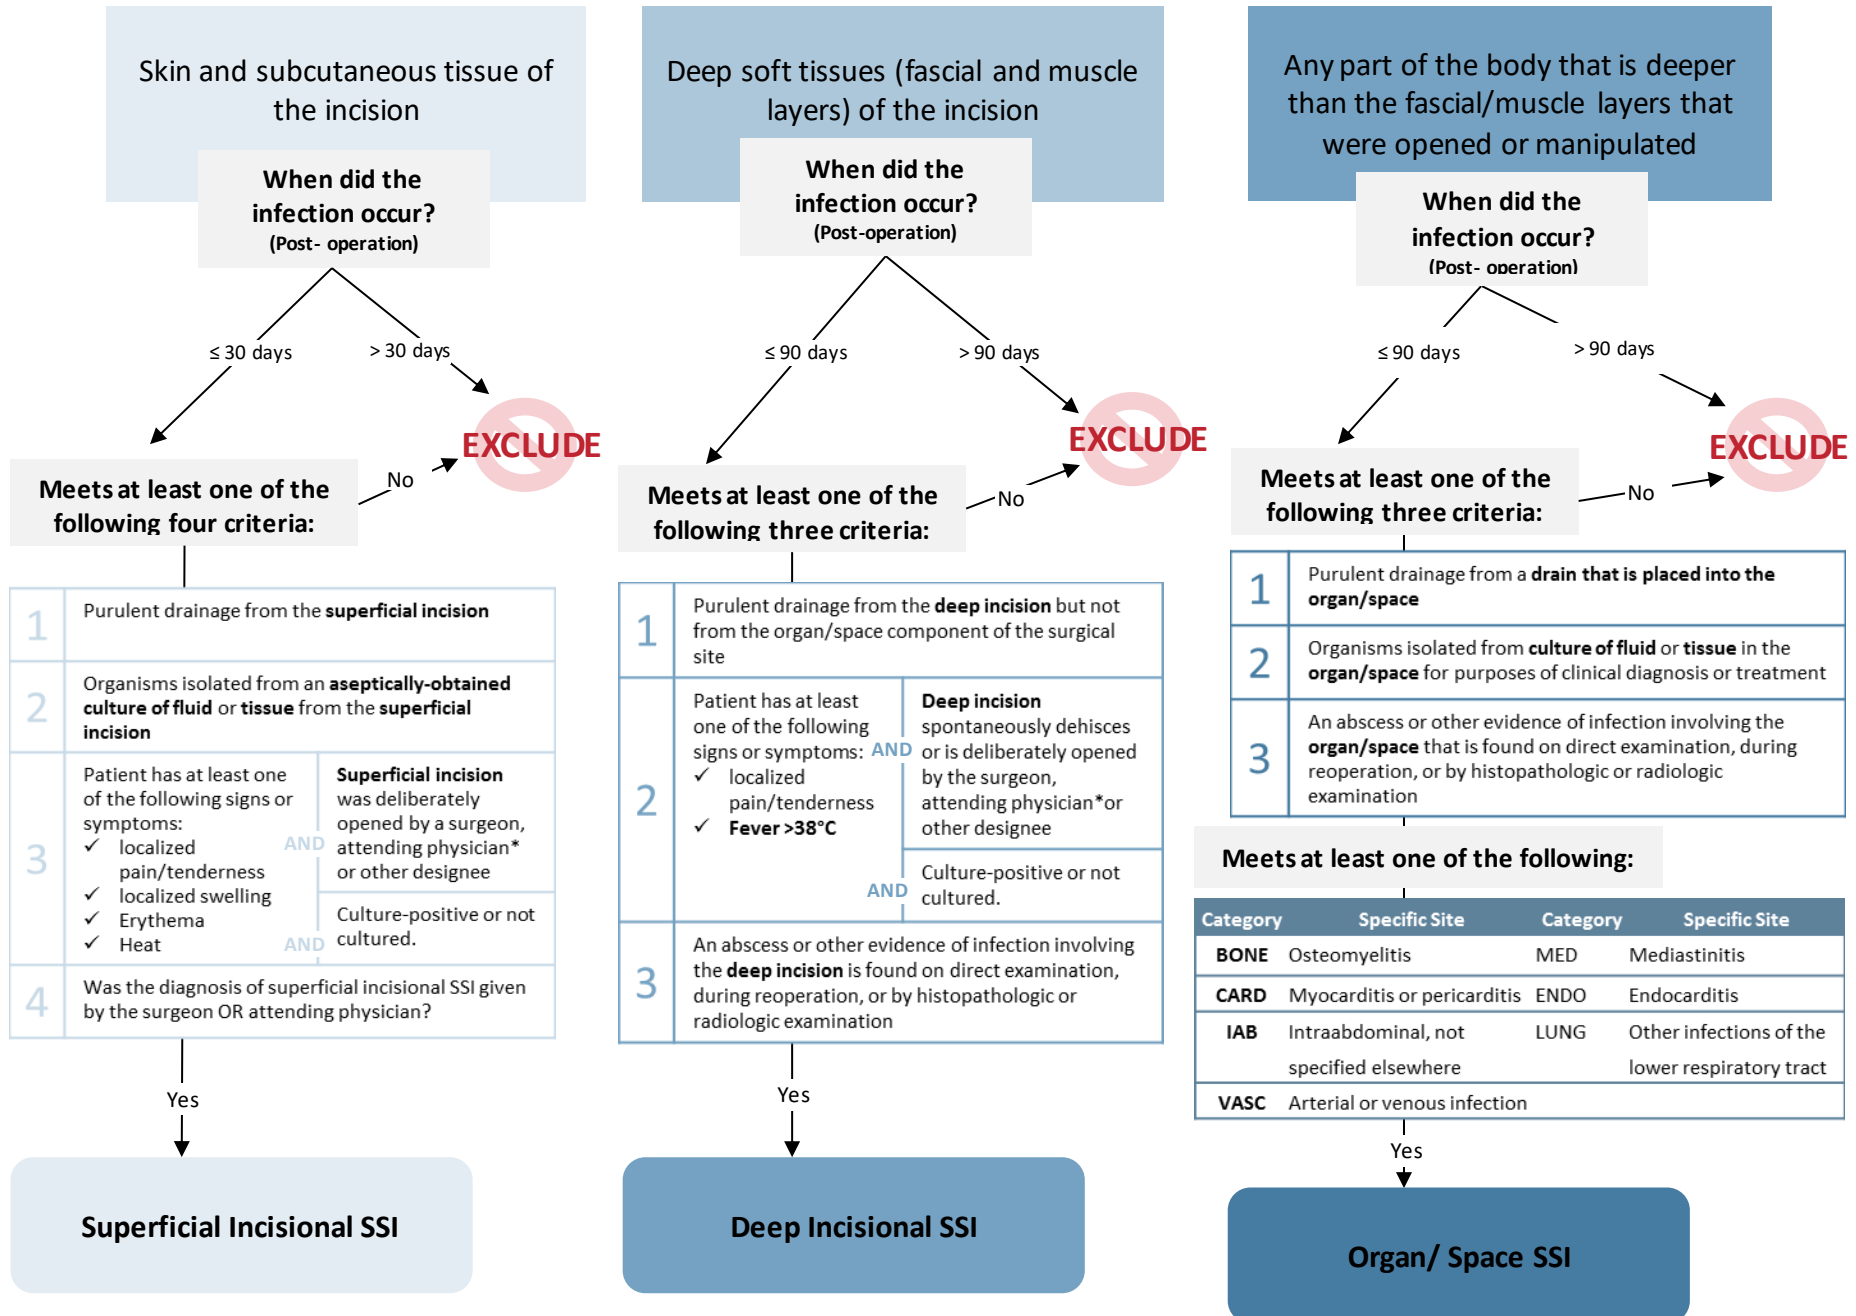 Skin and subcutaneous tissue of
the incision
When did the
infection occur?
(Post- operation)
≤ 30 days
> 30 days
EXCLUDE
No
Meets at least one of the
following four criteria:
1
Purulent drainage from the superficial incision
2
Organisms isolated from an aseptically-obtained
culture of fluid or tissue from the superficial
incision
3
Patient has at least one
of the following signs or
symptoms:
✓ localized
pain/tenderness
✓ localized swelling
✓ Erythema
✓ Heat
AND
Superficial incision
was deliberately
opened by a surgeon,
attending physician*
or other designee
AND
Culture-positive or not
cultured.
4
Was the diagnosis of superficial incisional SSI given
by the surgeon OR attending physician?
Yes
Superficial Incisional SSI
Deep soft tissues (fascial and muscle
layers) of the incision
When did the
infection occur?
(Post-operation)
≤ 90 days
> 90 days
EXCLUDE
No
Meets at least one of the
following three criteria:
1
Purulent drainage from the deep incision but not
from the organ/space component of the surgical
site
2
Patient has at least
one of the following
signs or symptoms:
✓ localized
pain/tenderness
✓ Fever >38°C
AND
Deep incision
spontaneously dehisces
or is deliberately opened
by the surgeon,
attending physician*or
other designee
AND
Culture-positive or not
cultured.
3
An abscess or other evidence of infection involving
the deep incision is found on direct examination,
during reoperation, or by histopathologic or
radiologic examination
Yes
Deep Incisional SSI
Any part of the body that is deeper
than the fascial/muscle layers that
were opened or manipulated
When did the
infection occur?
(Post- operation)
≤ 90 days
> 90 days
EXCLUDE
No
Meets at least one of the
following three criteria:
1
Purulent drainage from a drain that is placed into the
organ/space
2
Organisms isolated from culture of fluid or tissue in the
organ/space for purposes of clinical diagnosis or treatment
3
An abscess or other evidence of infection involving the
organ/space that is found on direct examination, during
reoperation, or by histopathologic or radiologic
examination
Meets at least one of the following:
Category Specific Site Category Specific Site
BONE Osteomyelitis MED Mediastinitis
CARD Myocarditis or pericarditis ENDO Endocarditis
IAB Intraabdominal, not LUNG Other infections of the
specified elsewhere lower respiratory tract
VASC Arterial or venous infection
Yes
Organ/ Space SSI